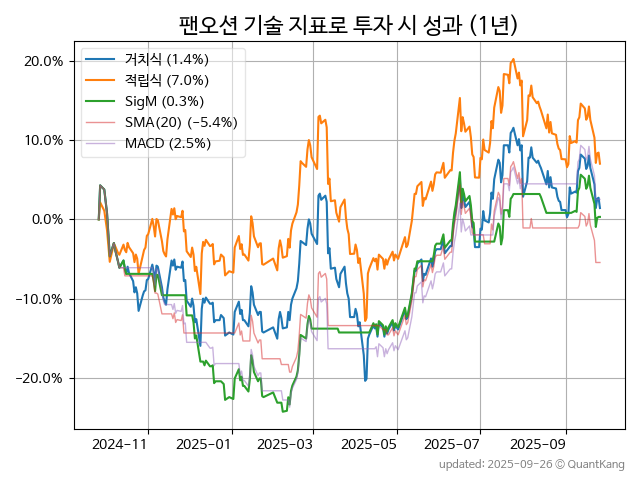 팬오션 기술 지표로 투자 시 성과 (1년)
거치식 (1.4%)
적립식 (7.0%)
SigM (0.3%)
SMA(20) (−5.4%)
MACD (2.5%)
20.0%
10.0%
0.0%
−10.0%
−20.0%
2024-11 2025-01 2025-03 2025-05 2025-07 2025-09
updated: 2025-09-26 © QuantKang